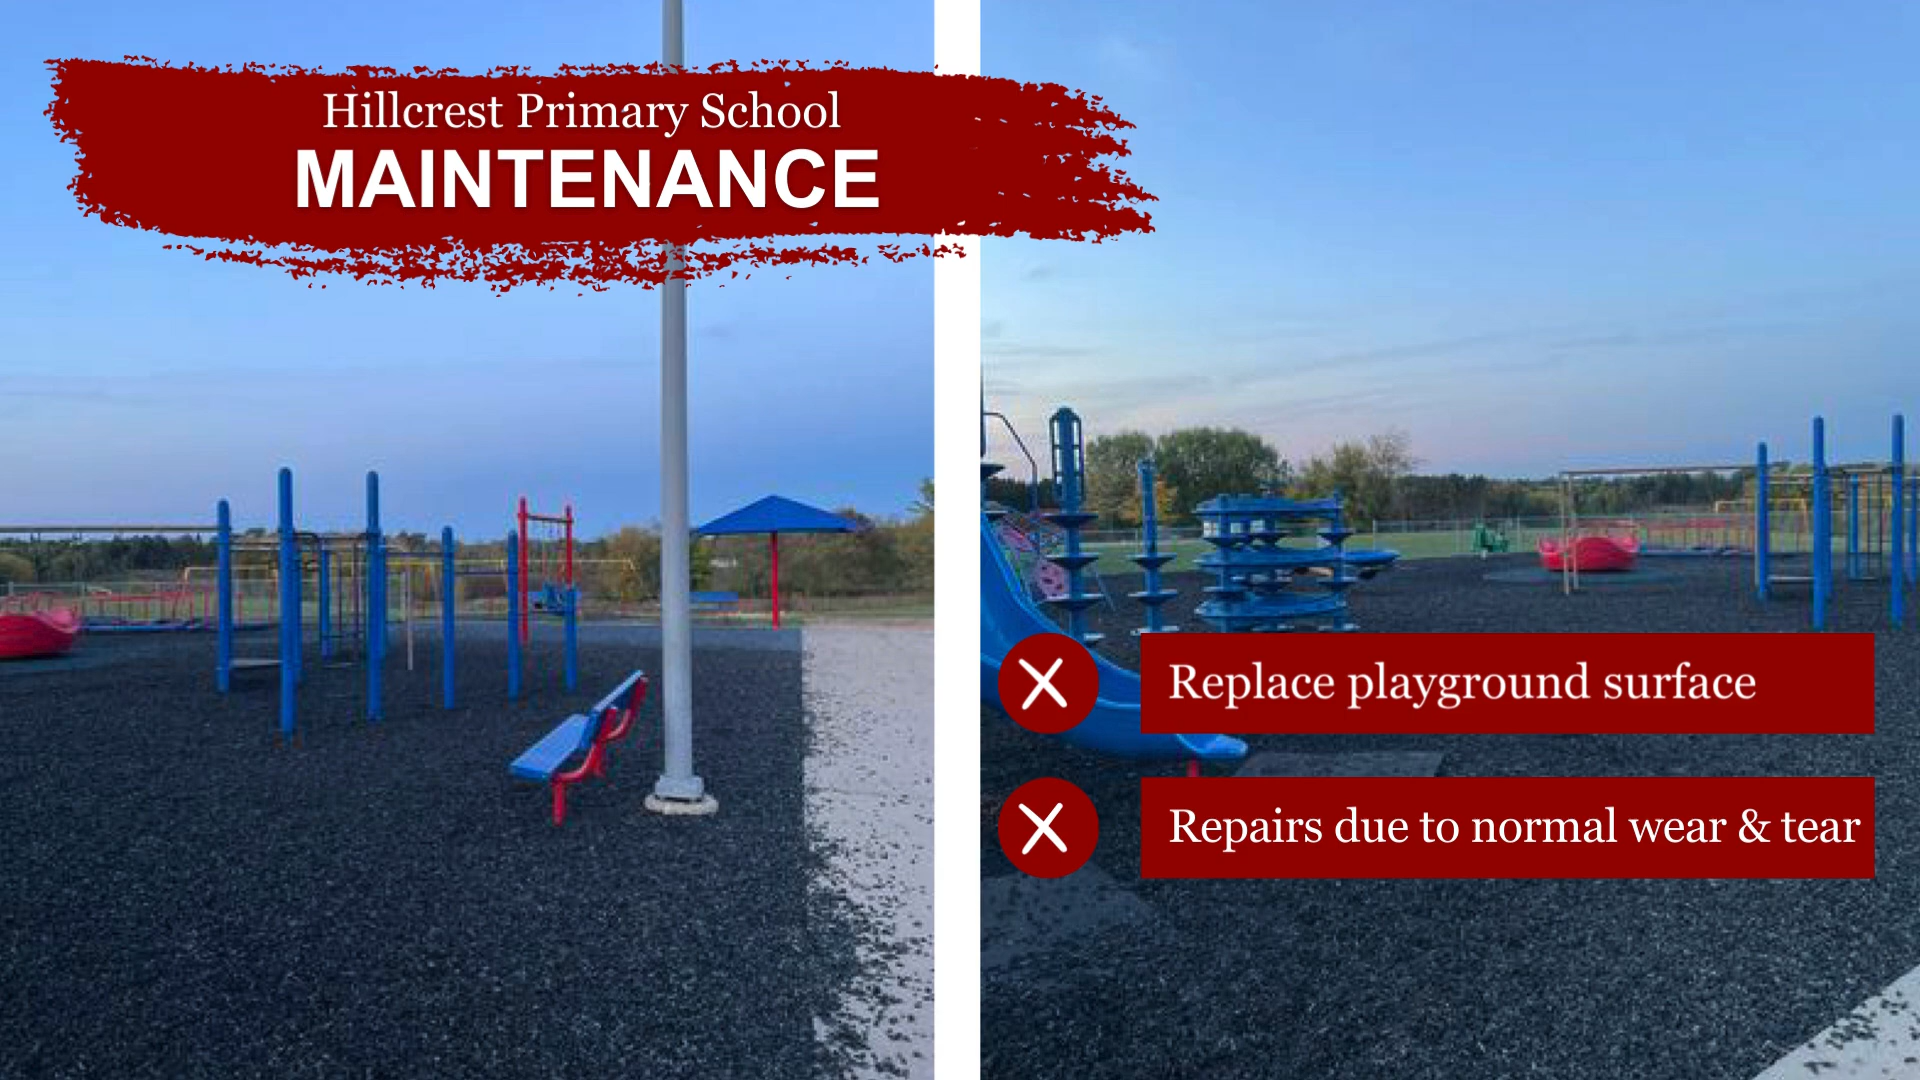 Hillcrest Primary School
MAINTENANCE
Replace playground surface
Repairs due to normal wear & tear